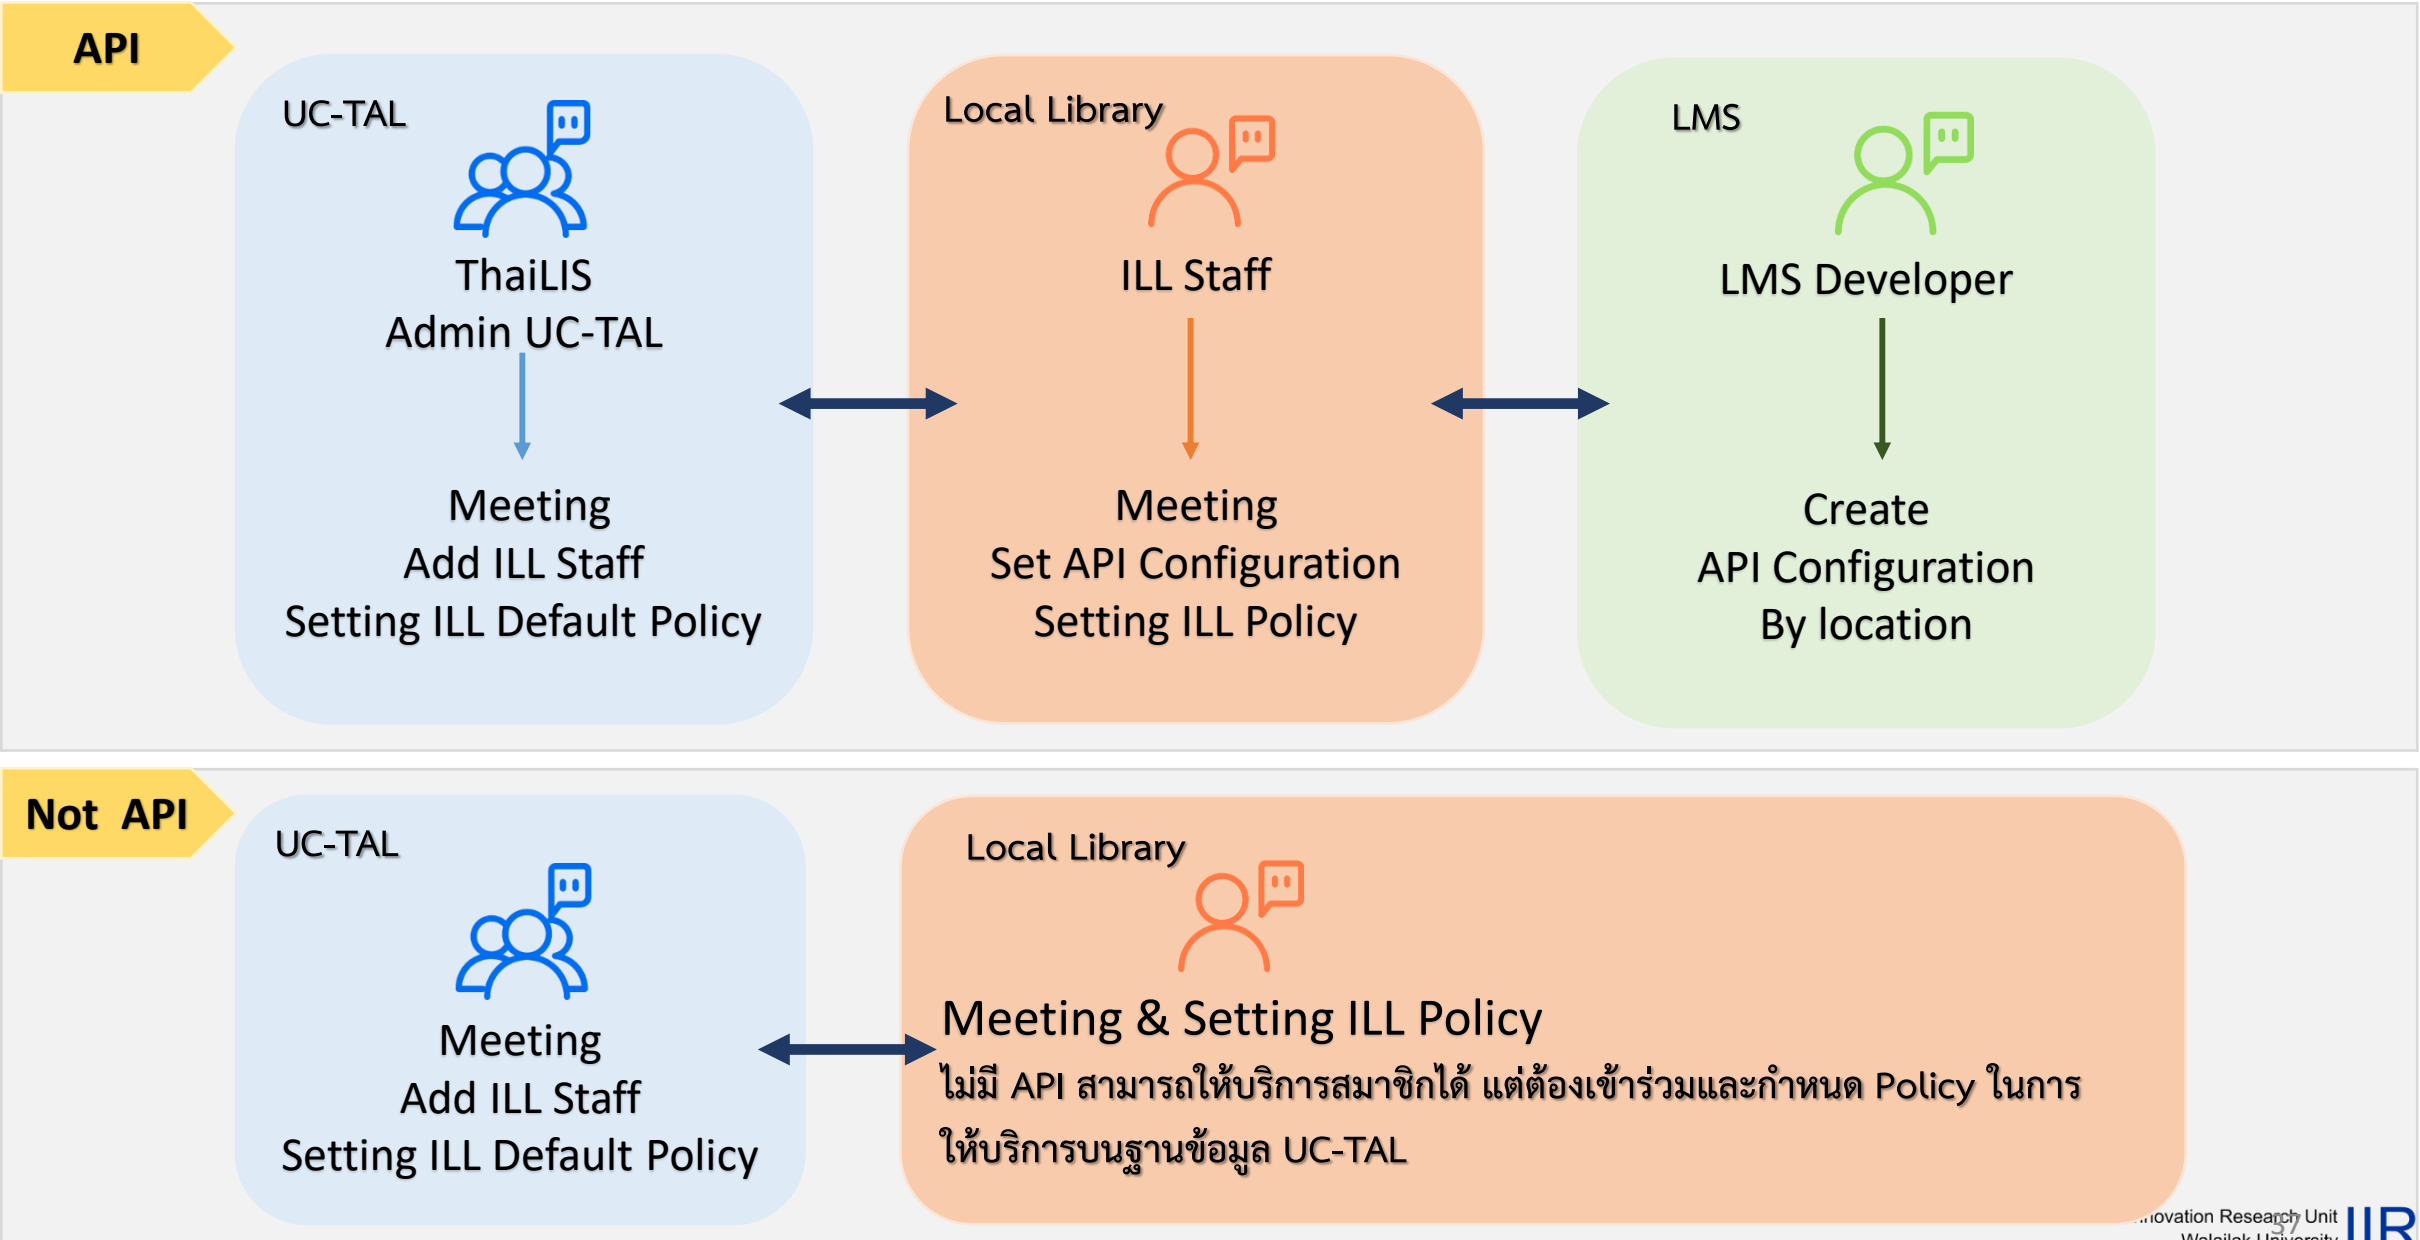 API
UC-TAL
ThaiLIS
Admin UC-TAL
Meeting
Add ILL Staff
Setting ILL Default Policy
Local Library
ILL Staff
Meeting
Set API Configuration
Setting ILL Policy
LMS
LMS Developer
Create
API Configuration
By location
Not API
UC-TAL
Meeting
Add ILL Staff
Setting ILL Default Policy
Local Library
Meeting & Setting ILL Policy
ไม่มี API สามารถให้บริการสมาชิกได้ แต่ต้องเข้าร่วมและกำหนด Policy ในการ
ให้บริการบนฐานข้อมูล UC-TAL
Research Unit
37
IIR